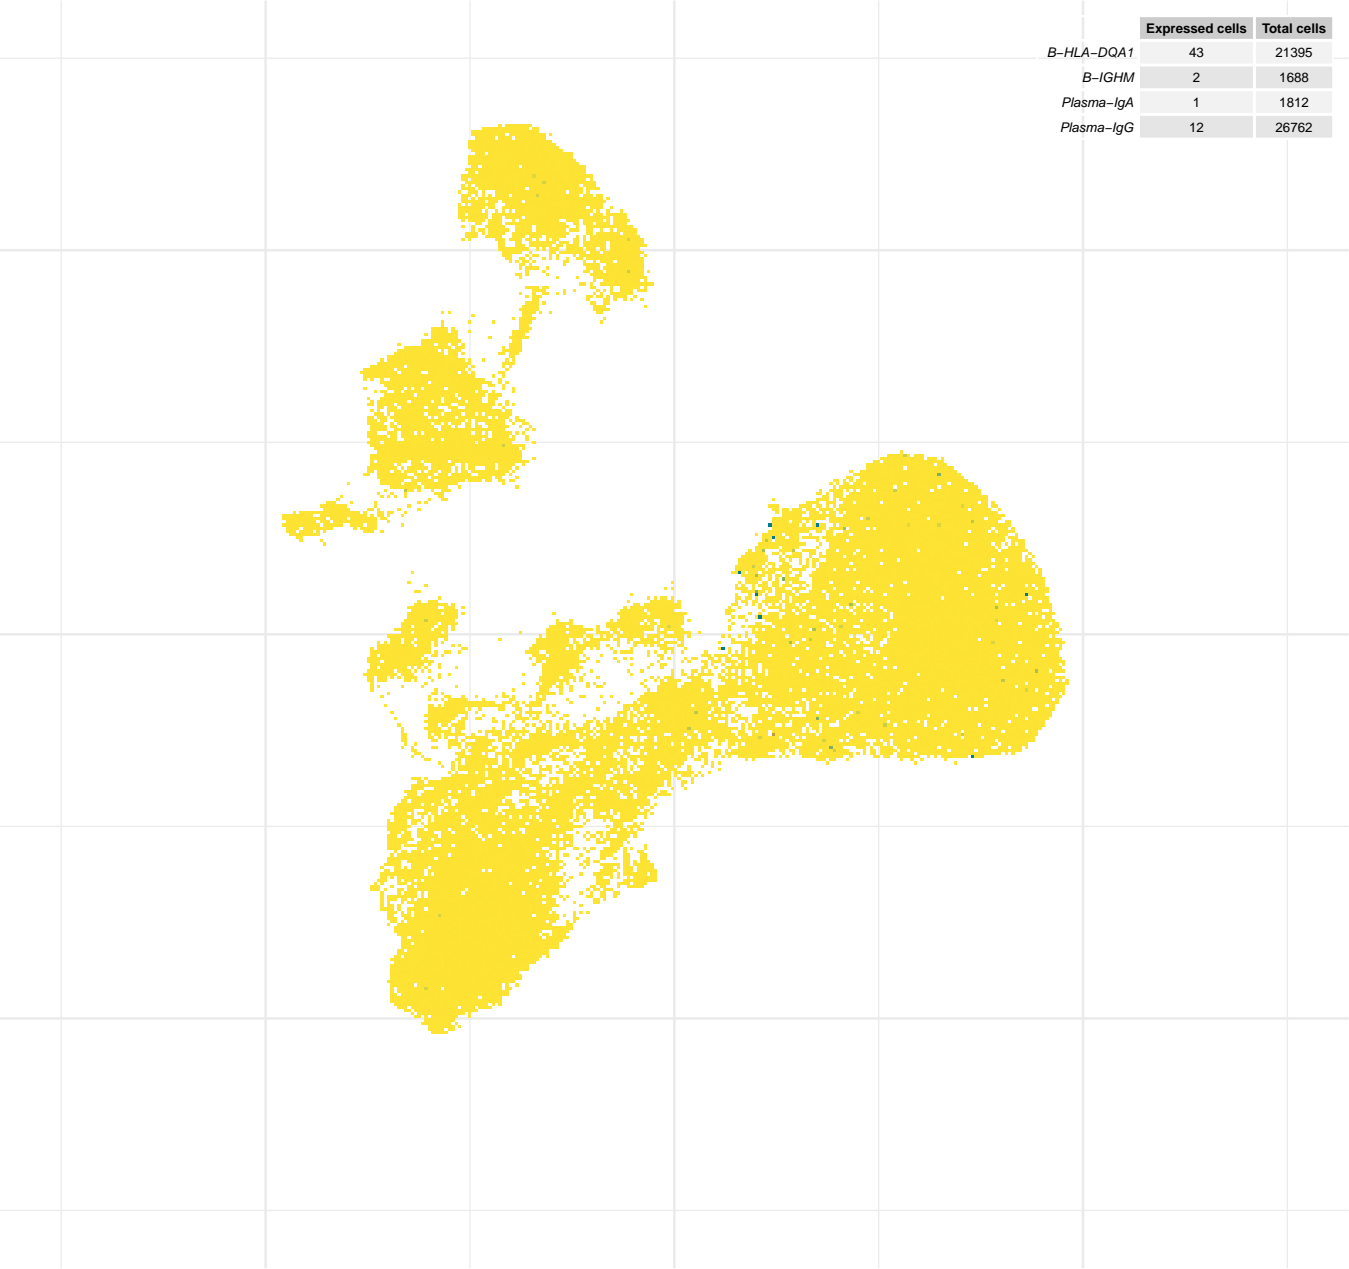 Expressed cells Total cells
B−HLA−DQA1 43 21395
B−IGHM 2 1688
Plasma−IgA 1 1812
Plasma−IgG 12 26762